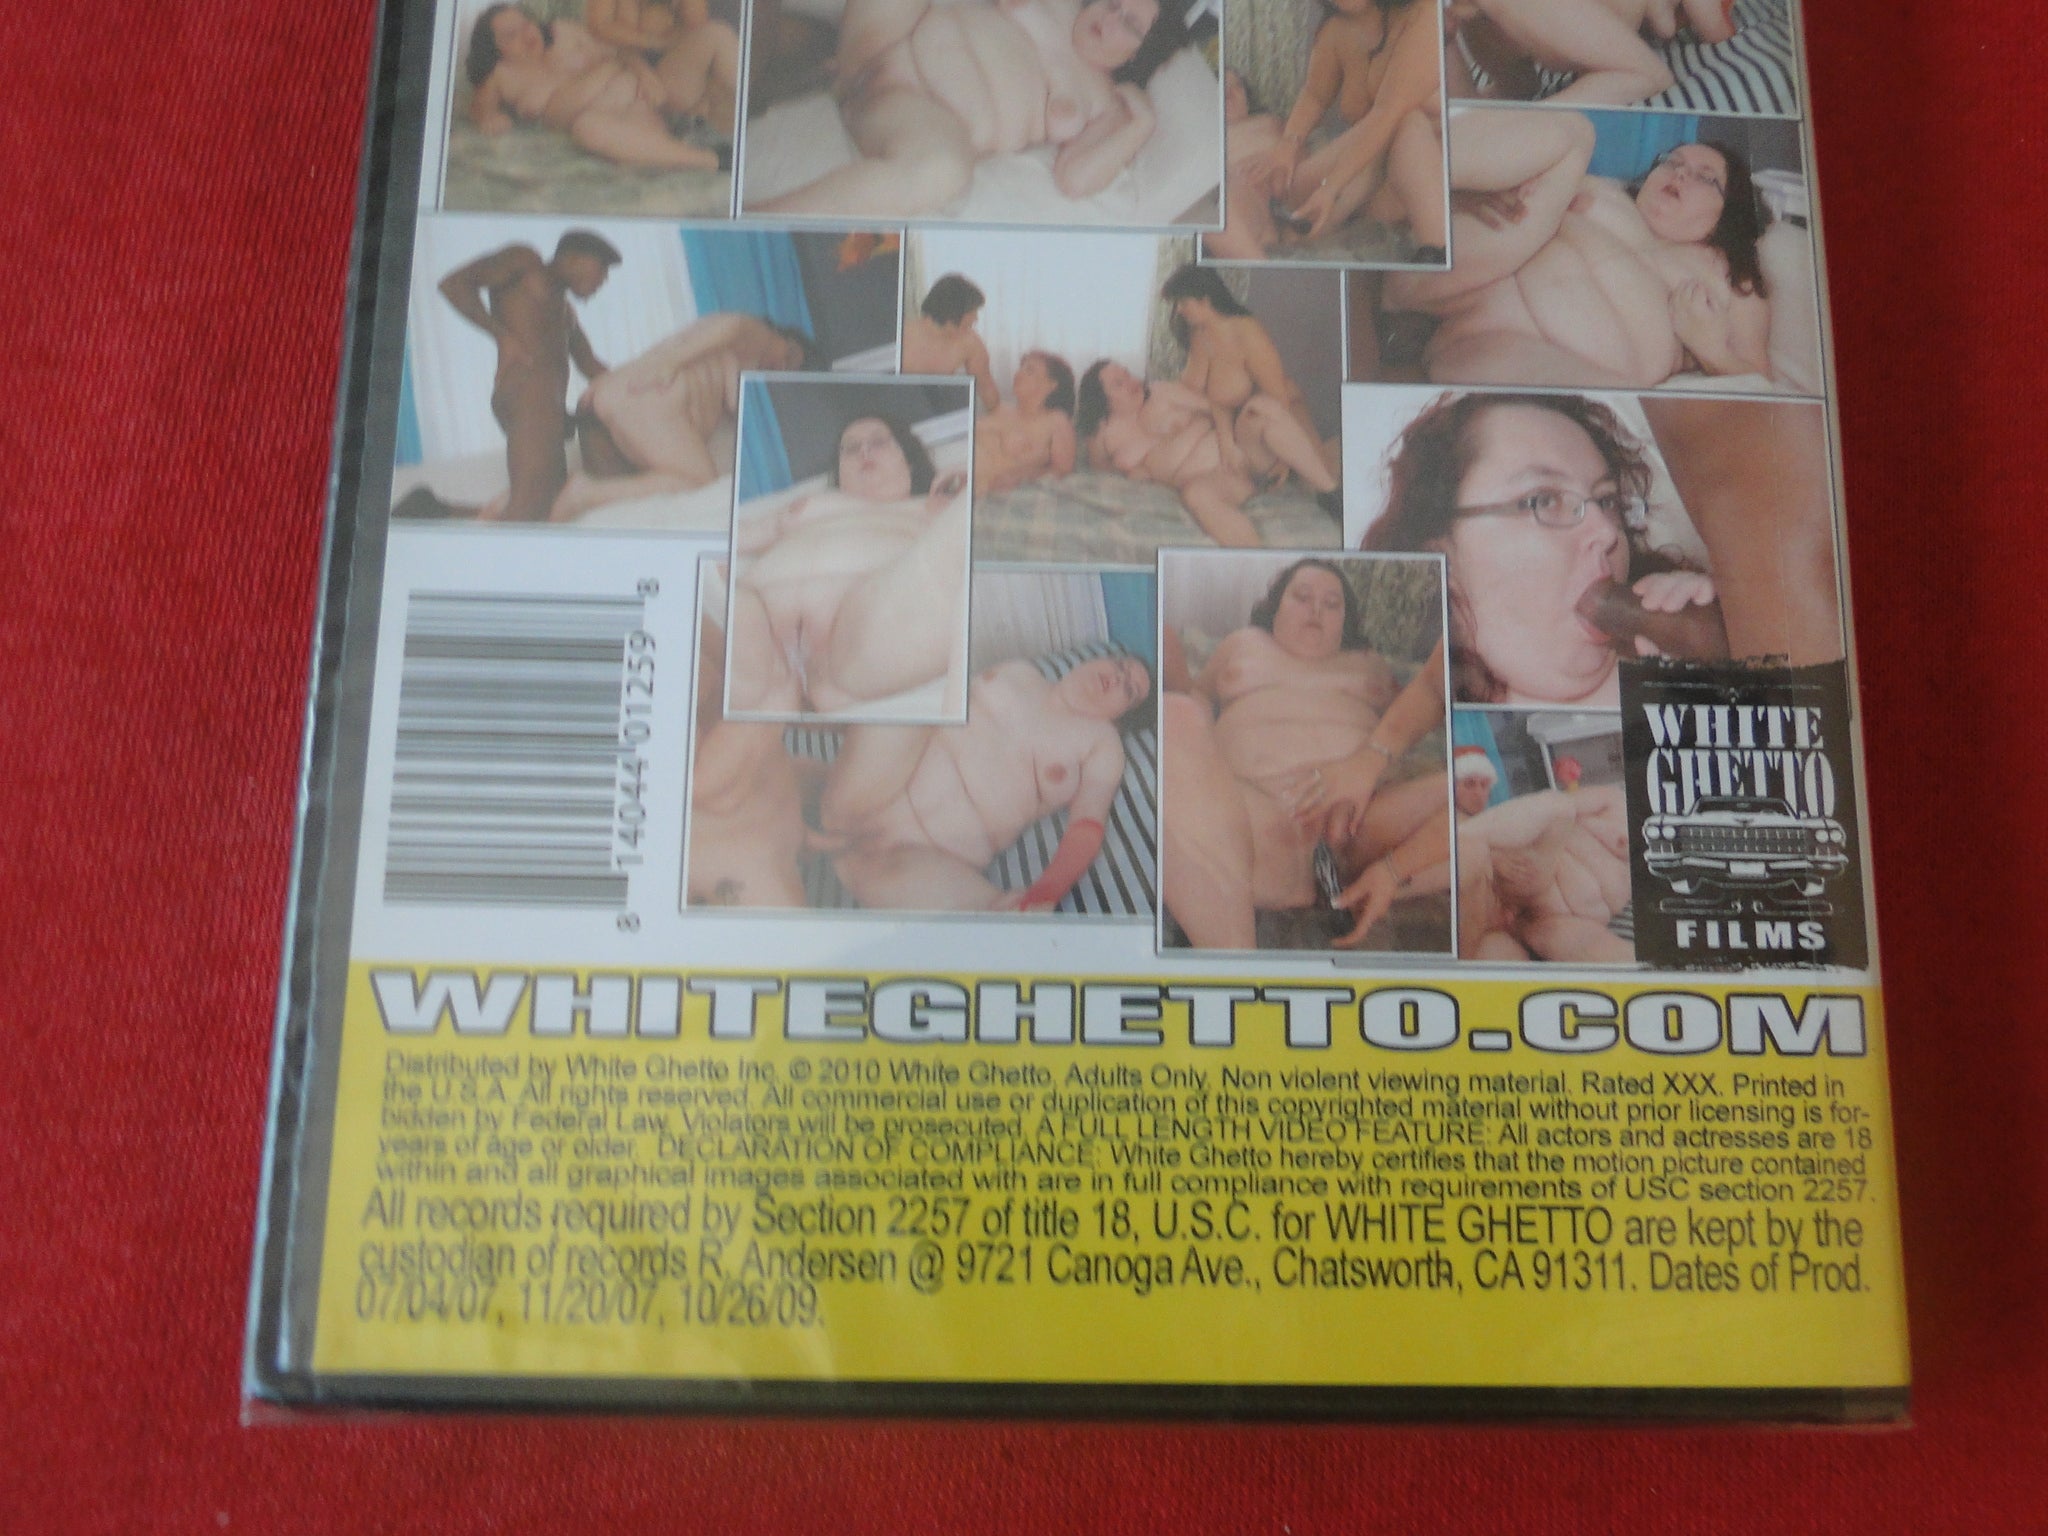 8 14044 01259 8
WHITE
GHETTO
FILMS
WHITEGHETTO.COM
Distributed by White Ghetto Inc. © 2010 White Ghetto, Adults Only. Non violent viewing material. Rated XXX. Printed in
the U.S.A. All rights reserved. All commercial use or duplication of this copyrighted material without prior licensing is for-
bidden by Federal Law. Violators will be prosecuted. A FULL LENGTH VIDEO FEATURE: All actors and actresses are 18
years of age or older. DECLARATION OF COMPLIANCE: White Ghetto hereby certifies that the motion picture contained
within and all graphical images associated with are in full compliance with requirements of USC section 2257.
All records required by Section 2257 of title 18, U.S.C. for WHITE GHETTO are kept by the
custodian of records R. Andersen @ 9721 Canoga Ave., Chatsworth, CA 91311. Dates of Prod.
07/04/07, 11/20/07, 10/26/09.